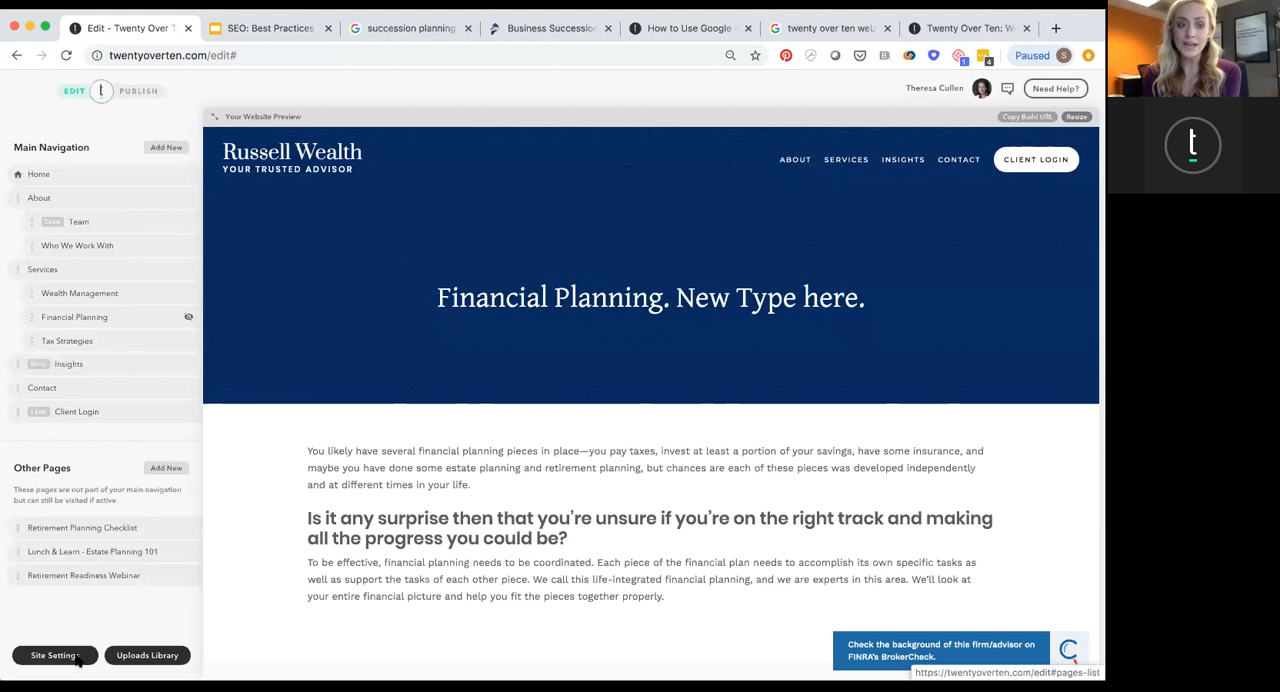 Edit - Twenty Over T
SEO: Best Practices
succession planning
Business Succession
How to Use Google
twenty over ten web
Twenty Over Ten: W
twentyoverten.com/edit#
Paused
S
1
4
EDIT
t
PUBLISH
Theresa Cullen
Need Help?
Your Website Preview
Copy Build URL
Resize
Main Navigation
Add New
Home
About
Team
Team
Who We Work With
Services
Wealth Management
Financial Planning
Tax Strategies
Blog
Insights
Contact
Link
Client Login
Other Pages
Add New
These pages are not part of your main navigation
but can still be visited if active.
Retirement Planning Checklist
Lunch & Learn - Estate Planning 101
Retirement Readiness Webinar
Site Settings
Uploads Library
Russell Wealth
YOUR TRUSTED ADVISOR
ABOUT
SERVICES
INSIGHTS
CONTACT
CLIENT LOGIN
Financial Planning. New Type here.
You likely have several financial planning pieces in place—you pay taxes, invest at least a portion of your savings, have some insurance, and
maybe you have done some estate planning and retirement planning, but chances are each of these pieces was developed independently
and at different times in your life.
Is it any surprise then that you're unsure if you're on the right track and making
all the progress you could be?
To be effective, financial planning needs to be coordinated. Each piece of the financial plan needs to accomplish its own specific tasks as
well as support the tasks of each other piece. We call this life-integrated financial planning, and we are experts in this area. We'll look at
your entire financial picture and help you fit the pieces together properly.
Check the background of this firm/advisor on
FINRA's BrokerCheck.
https://twentyoverten.com/edit#pages-list
t